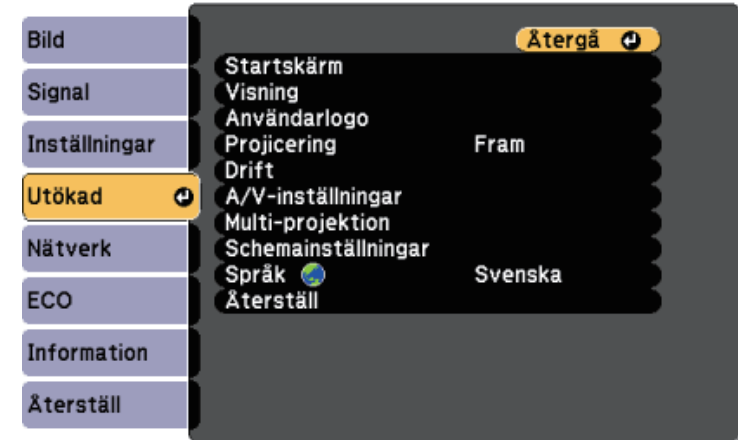 Bild
Signal
Inställningar
Utökad
Nätverk
ECO
Information
Återställ
Återgå
Startskärm
Visning
Användarlogo
Projicering Fram
Drift
A/V-inställningar
Multi-projektion
Schemainställningar
Språk Svenska
Återställ